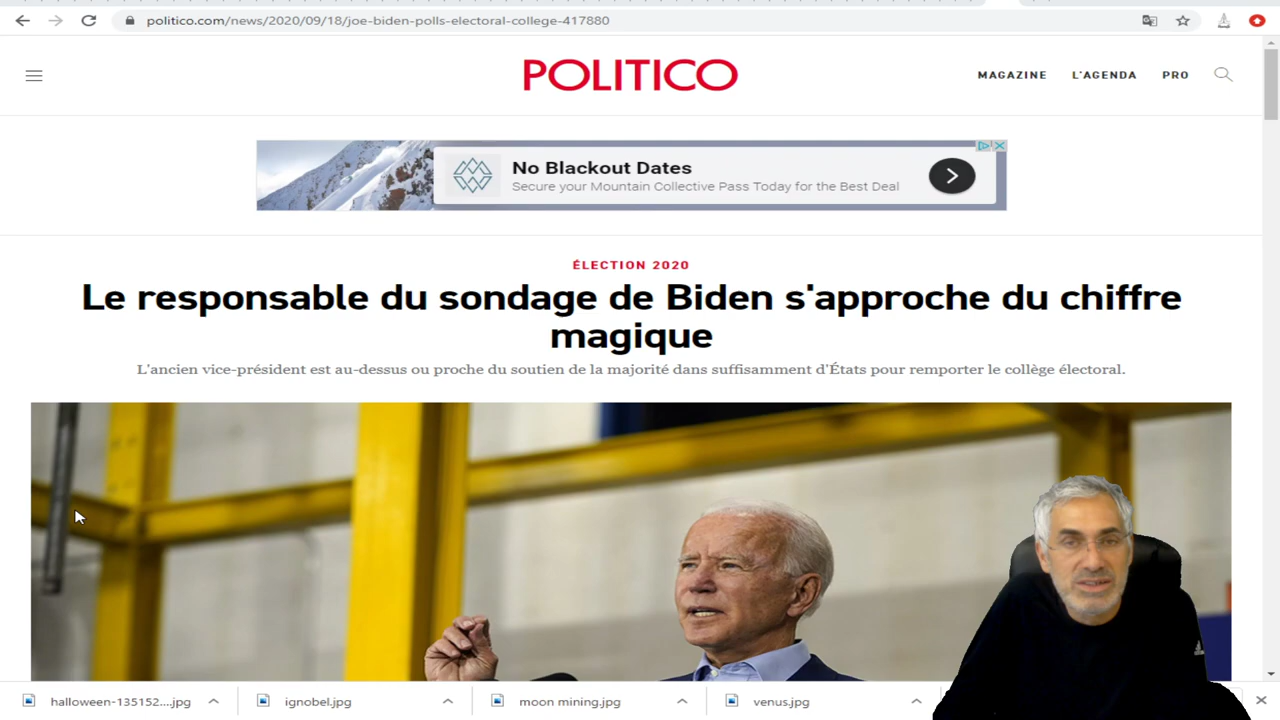 politico.com/news/2020/09/18/joe-biden-polls-electoral-college-417880
POLITICO
MAGAZINE L'AGENDA PRO
No Blackout Dates
Secure your Mountain Collective Pass Today for the Best Deal
ÉLECTION 2020
Le responsable du sondage de Biden s'approche du chiffre
magique
L'ancien vice-président est au-dessus ou proche du soutien de la majorité dans suffisamment d'États pour remporter le collège électoral.
halloween-135152....jpg ignobel.jpg moon mining.jpg venus.jpg